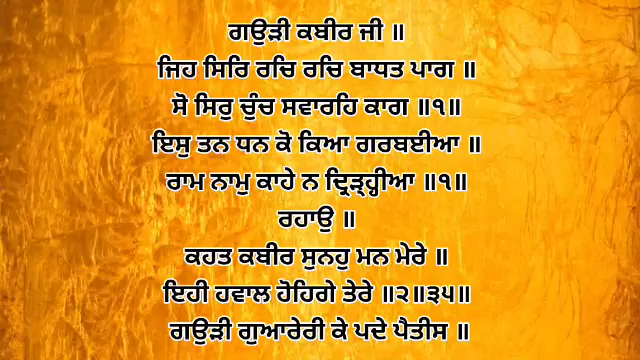 ਗਉੜੀ ਕਬੀਰ ਜੀ ॥
ਜਿਹ ਸਿਰਿ ਰਚਿ ਰਚਿ ਬਾਧਤ ਪਾਗ ॥
ਸੋ ਸਿਰੁ ਚੁੰਚ ਸਵਾਰਹਿ ਕਾਗ ॥੧॥
ਇਸੁ ਤਨ ਧਨ ਕੋ ਕਿਆ ਗਰਬਈਆ ॥
ਰਾਮ ਨਾਮੁ ਕਾਹੇ ਨ ਦ੍ਰਿੜ੍ਹ੍ਹੀਆ ॥੧॥
ਰਹਾਉ ॥
ਕਹਤ ਕਬੀਰ ਸੁਨਹੁ ਮਨ ਮੇਰੇ ॥
ਇਹੀ ਹਵਾਲ ਹੋਹਿਗੇ ਤੇਰੇ ॥੨॥੩੫॥
ਗਉੜੀ ਗੁਆਰੇਰੀ ਕੇ ਪਦੇ ਪੈਤੀਸ ॥